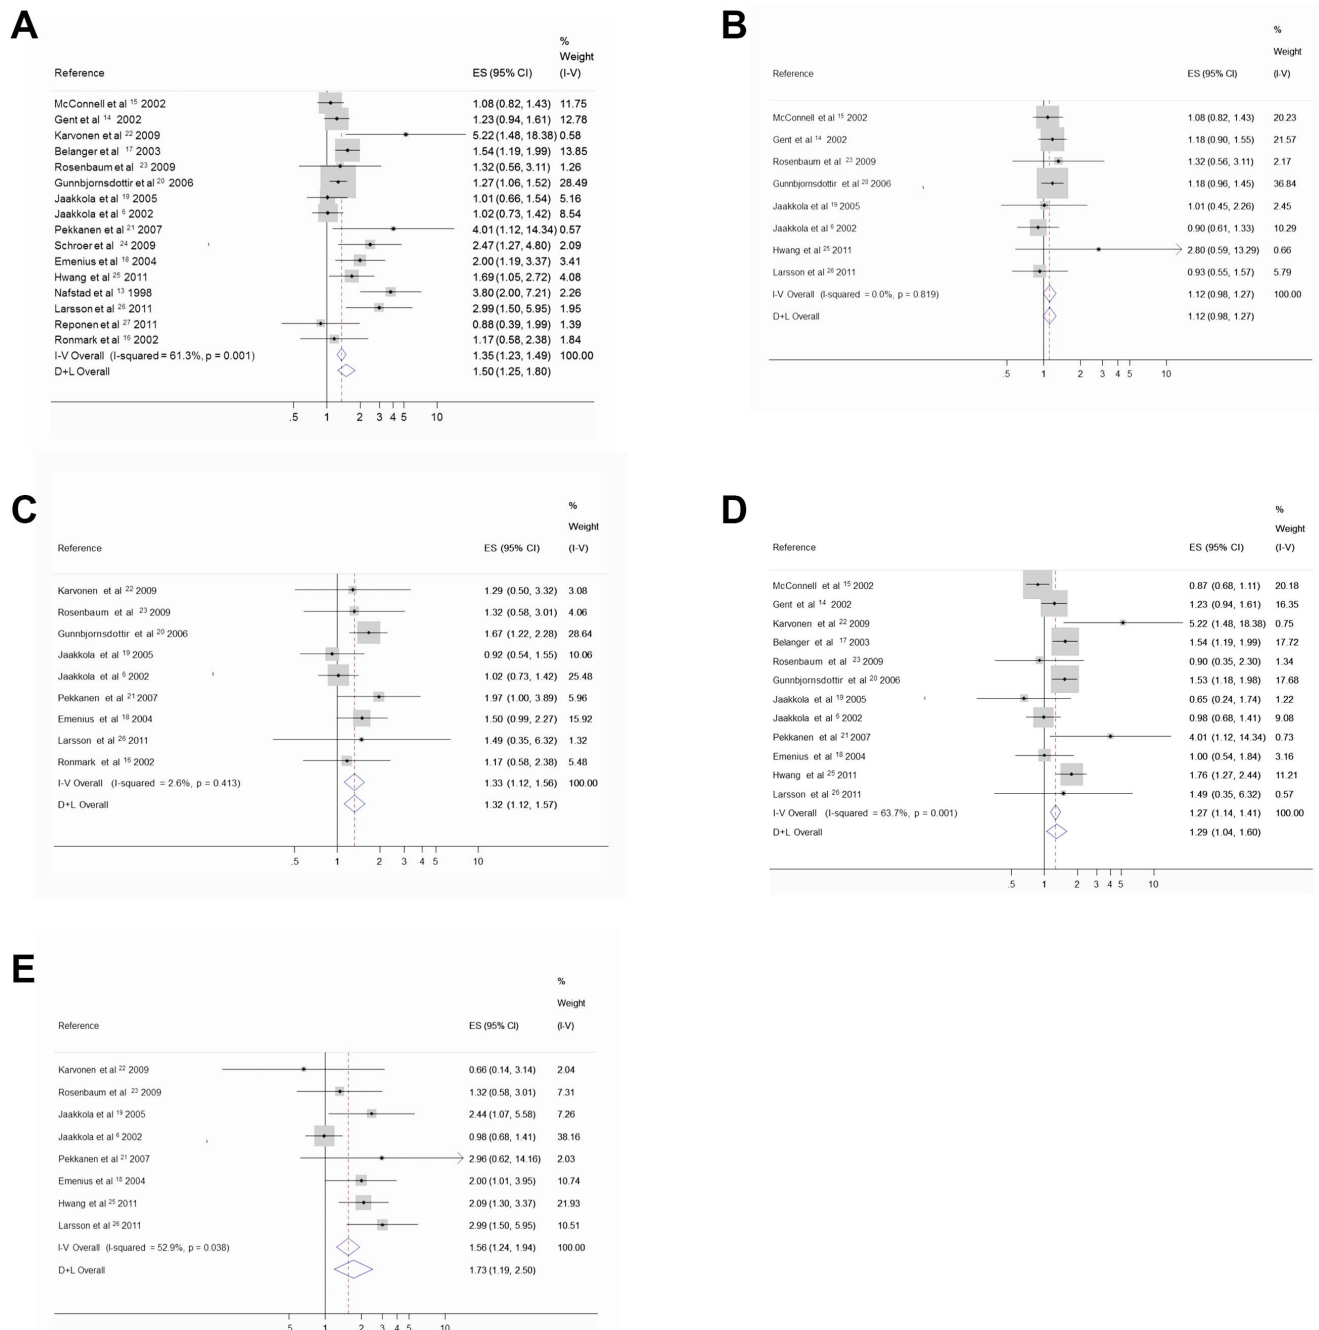 A
%
Weight
Reference ES (95% CI) (I-V)
McConnell et al 15 2002 1.08 (0.82, 1.43) 11.75
Gent et al 14 2002 1.23 (0.94, 1.61) 12.78
Karvonen et al 22 2009 5.22 (1.48, 18.38) 0.58
Belanger et al 17 2003 1.54 (1.19, 1.99) 13.85
Rosenbaum et al 23 2009 1.32 (0.56, 3.11) 1.26
Gunnbjornsdottir et al 20 2006 1.27 (1.06, 1.52) 28.49
Jaakkola et al 19 2005 1.01 (0.66, 1.54) 5.16
Jaakkola et al 6 2002 1.02 (0.73, 1.42) 8.54
Pekkanen et al 21 2007 4.01 (1.12, 14.34) 0.57
Schroer et al 24 2009 2.47 (1.27, 4.80) 2.09
Emenius et al 18 2004 2.00 (1.19, 3.37) 3.41
Hwang et al 25 2011 1.69 (1.05, 2.72) 4.08
Nafstad et al 13 1998 3.80 (2.00, 7.21) 2.26
Larsson et al 26 2011 2.99 (1.50, 5.95) 1.95
Reponen et al 27 2011 0.88 (0.39, 1.99) 1.39
Ronmark et al 16 2002 1.17 (0.58, 2.38) 1.84
I-V Overall (I-squared = 61.3%, p = 0.001) 1.35 (1.23, 1.49) 100.00
D+L Overall 1.50 (1.25, 1.80)
.5 1 2 3 4 5 10
B
%
Weight
Reference ES (95% CI) (I-V)
McConnell et al 15 2002 1.08 (0.82, 1.43) 20.23
Gent et al 14 2002 1.18 (0.90, 1.55) 21.57
Rosenbaum et al 23 2009 1.32 (0.56, 3.11) 2.17
Gunnbjornsdottir et al 20 2006 1.18 (0.96, 1.45) 36.84
Jaakkola et al 19 2005 1.01 (0.45, 2.26) 2.45
Jaakkola et al 6 2002 0.90 (0.61, 1.33) 10.29
Hwang et al 25 2011 2.80 (0.59, 13.29) 0.66
Larsson et al 26 2011 0.93 (0.55, 1.57) 5.79
I-V Overall (I-squared = 0.0%, p = 0.819) 1.12 (0.98, 1.27) 100.00
D+L Overall 1.12 (0.98, 1.27)
.5 1 2 3 4 5 10
C
%
Weight
Reference ES (95% CI) (I-V)
Karvonen et al 22 2009 1.29 (0.50, 3.32) 3.08
Rosenbaum et al 23 2009 1.32 (0.58, 3.01) 4.06
Gunnbjornsdottir et al 20 2006 1.67 (1.22, 2.28) 28.64
Jaakkola et al 19 2005 0.92 (0.54, 1.55) 10.06
Jaakkola et al 6 2002 1.02 (0.73, 1.42) 25.48
Pekkanen et al 21 2007 1.97 (1.00, 3.89) 5.96
Emenius et al 18 2004 1.50 (0.99, 2.27) 15.92
Larsson et al 26 2011 1.49 (0.35, 6.32) 1.32
Ronmark et al 16 2002 1.17 (0.58, 2.38) 5.48
I-V Overall (I-squared = 2.6%, p = 0.413) 1.33 (1.12, 1.56) 100.00
D+L Overall 1.32 (1.12, 1.57)
.5 1 2 3 4 5 10
D
%
Weight
Reference ES (95% CI) (I-V)
McConnell et al 15 2002 0.87 (0.68, 1.11) 20.18
Gent et al 14 2002 1.23 (0.94, 1.61) 16.35
Karvonen et al 22 2009 5.22 (1.48, 18.38) 0.75
Belanger et al 17 2003 1.54 (1.19, 1.99) 17.72
Rosenbaum et al 23 2009 0.90 (0.35, 2.30) 1.34
Gunnbjornsdottir et al 20 2006 1.53 (1.18, 1.98) 17.68
Jaakkola et al 19 2005 0.65 (0.24, 1.74) 1.22
Jaakkola et al 6 2002 0.98 (0.68, 1.41) 9.08
Pekkanen et al 21 2007 4.01 (1.12, 14.34) 0.73
Emenius et al 18 2004 1.00 (0.54, 1.84) 3.16
Hwang et al 25 2011 1.76 (1.27, 2.44) 11.21
Larsson et al 26 2011 1.49 (0.35, 6.32) 0.57
I-V Overall (I-squared = 63.7%, p = 0.001) 1.27 (1.14, 1.41) 100.00
D+L Overall 1.29 (1.04, 1.60)
.5 1 2 3 4 5 10
E
%
Weight
Reference ES (95% CI) (I-V)
Karvonen et al 22 2009 0.66 (0.14, 3.14) 2.04
Rosenbaum et al 23 2009 1.32 (0.58, 3.01) 7.31
Jaakkola et al 19 2005 2.44 (1.07, 5.58) 7.26
Jaakkola et al 6 2002 0.98 (0.68, 1.41) 38.16
Pekkanen et al 21 2007 2.96 (0.62, 14.16) 2.03
Emenius et al 18 2004 2.00 (1.01, 3.95) 10.74
Hwang et al 25 2011 2.09 (1.30, 3.37) 21.93
Larsson et al 26 2011 2.99 (1.50, 5.95) 10.51
I-V Overall (I-squared = 52.9%, p = 0.038) 1.56 (1.24, 1.94) 100.00
D+L Overall 1.73 (1.19, 2.50)
.5 1 2 3 4 5 10